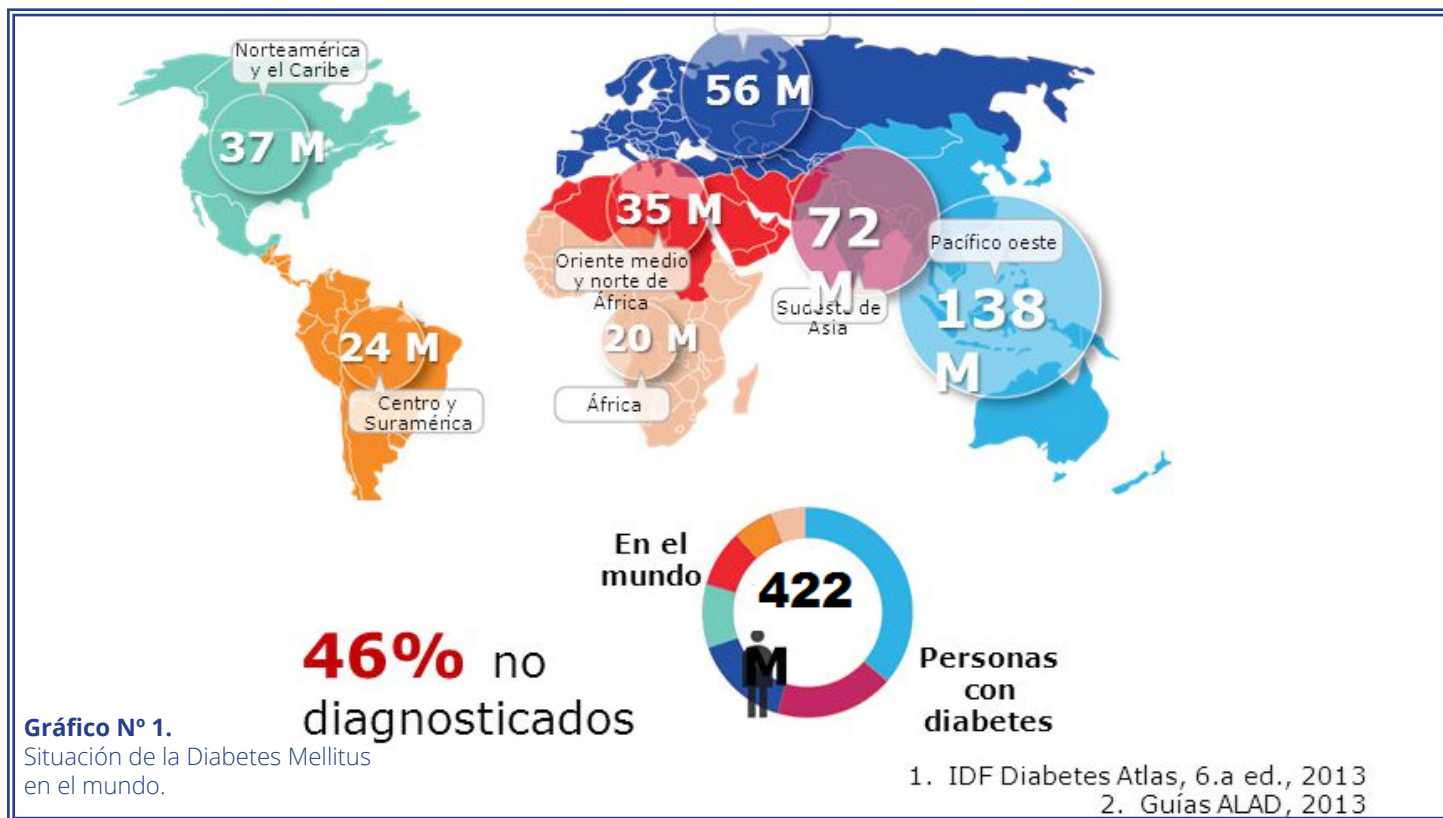 Norteamérica
y el Caribe
37 M
56 M
35 M
Oriente medio
y norte de
África
72
M
Sudeste de
Asia
Pacífico oeste
138
M
24 M
Centro y
Suramérica
20 M
África
En el
mundo
422
M
Personas
con
diabetes
46% no
diagnosticados
Gráfico Nº 1.
Situación de la Diabetes Mellitus
en el mundo.
1. IDF Diabetes Atlas, 6.a ed., 2013
2. Guías ALAD, 2013